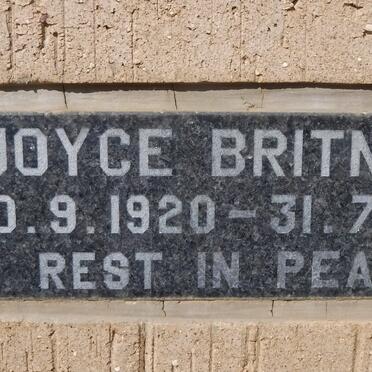 JOYCE BRITN
0.9.1920-31.7
REST IN PEA